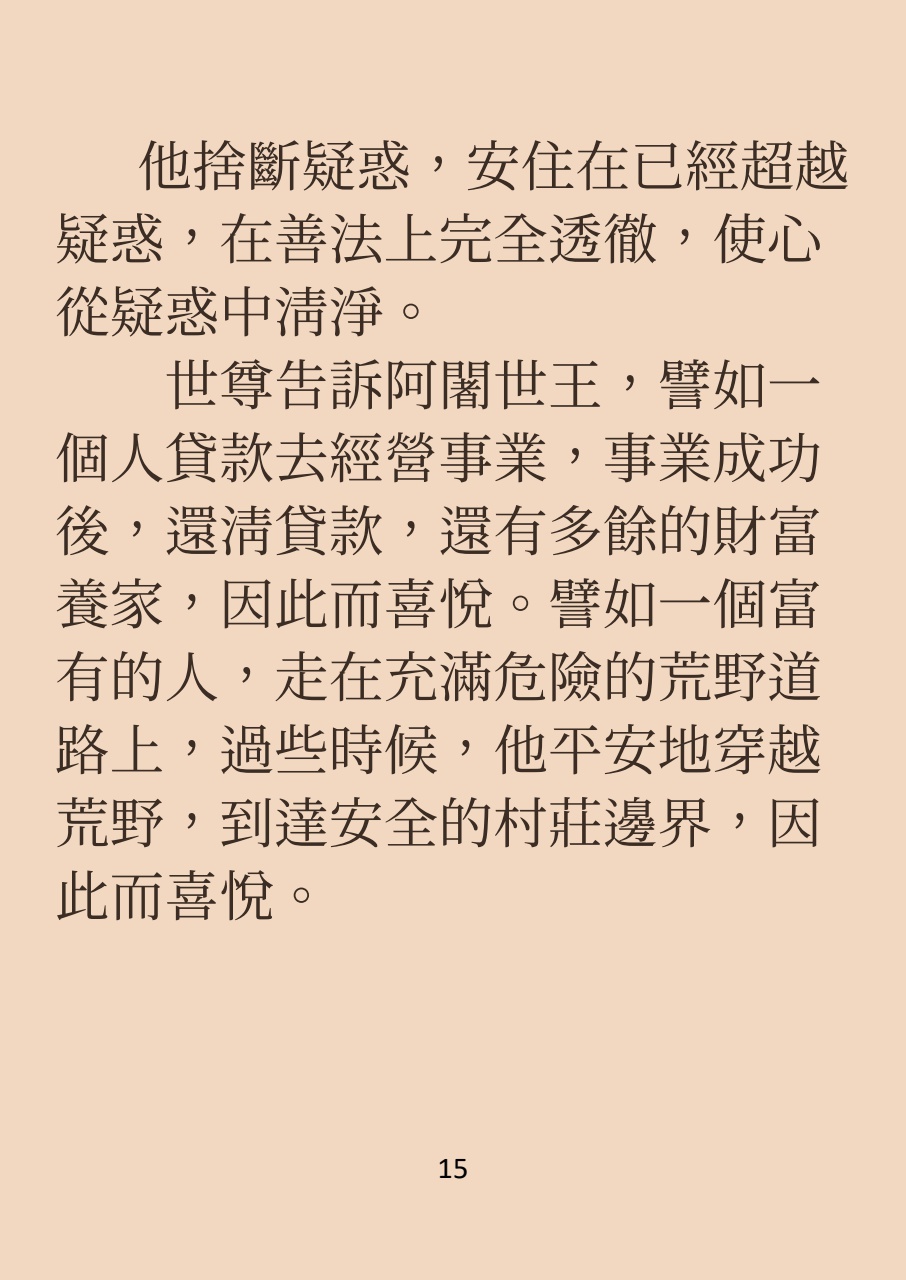 他捨斷疑惑，安住在已經超越
疑惑，在善法上完全透徹，使心
從疑惑中清淨。
世尊告訴阿闍世王，譬如一
個人貸款去經營事業，事業成功
後，還清貸款，還有多餘的財富
養家，因此而喜悅。譬如一個富
有的人，走在充滿危險的荒野道
路上，過些時候，他平安地穿越
荒野，到達安全的村莊邊界，因
此而喜悅。
15